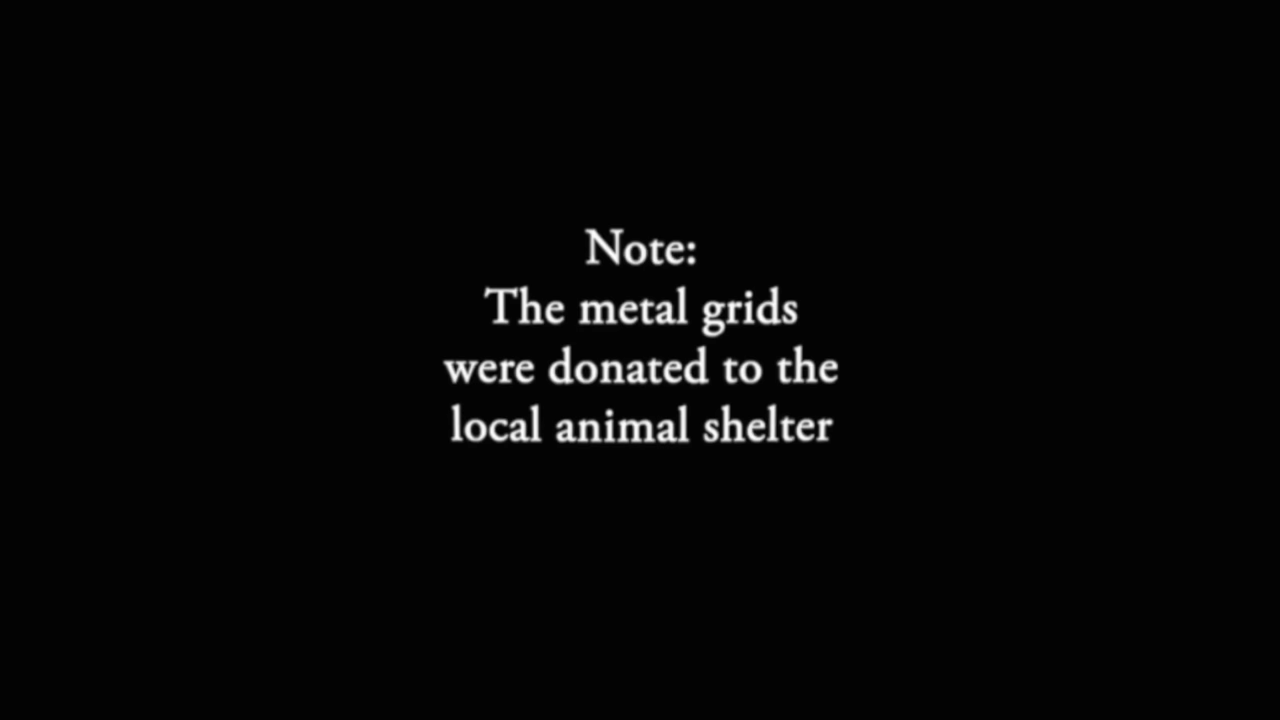 Note:
The metal grids
were donated to the
local animal shelter